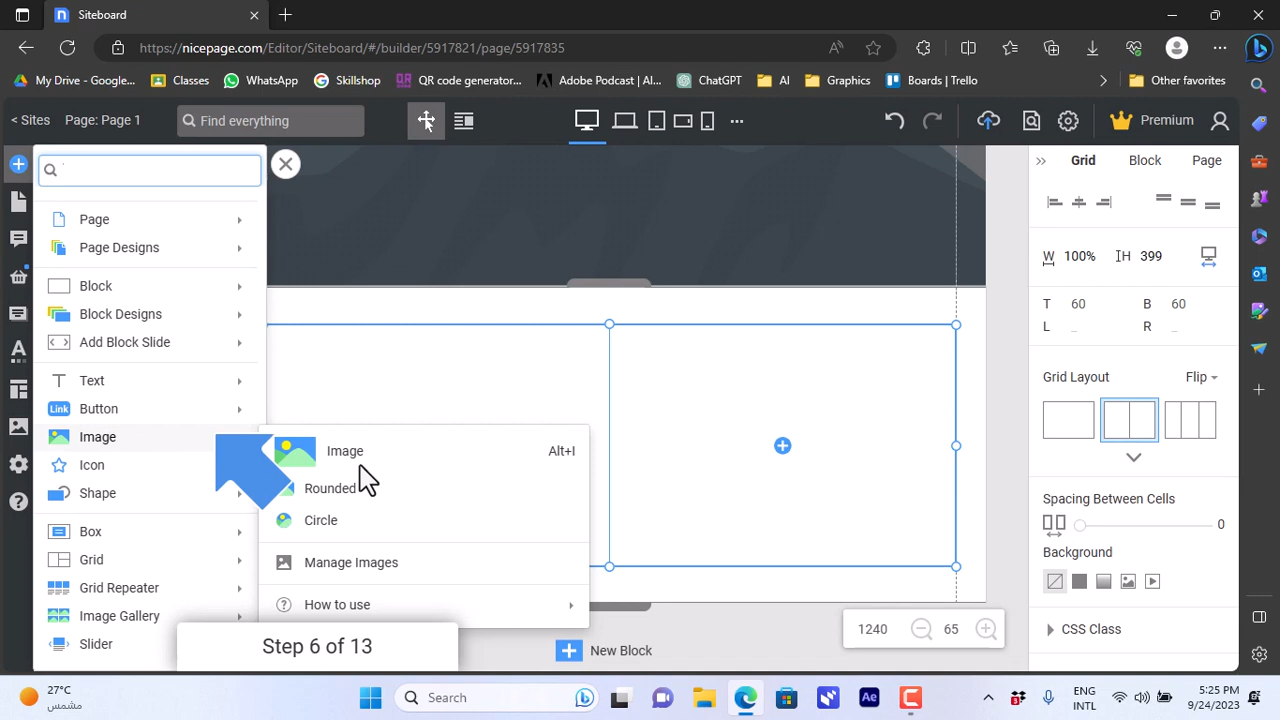 Siteboard
https://nicepage.com/Editor/Siteboard/#/builder/5917821/page/5917835
My Drive - Google...
Classes
WhatsApp
Skillshop
QR code generator...
Adobe Podcast | Al...
ChatGPT
AI
Graphics
Boards | Trello
Other favorites
< Sites
Page: Page 1
Find everything
Premium
Page
Page Designs
Block
Block Designs
Add Block Slide
Text
Link
Button
Image
Icon
Shape
Box
Grid
Grid Repeater
Image Gallery
Slider
Image
Alt+I
Rounded
Circle
Manage Images
How to use
Step 6 of 13
New Block
1240
65
Grid
Block
Page
W 100%
H 399
T 60
B 60
L _
R _
Grid Layout
Flip
Spacing Between Cells
0
Background
CSS Class
27°C
مشمس
Search
Ae
ENG
INTL
5:25 PM
9/24/2023